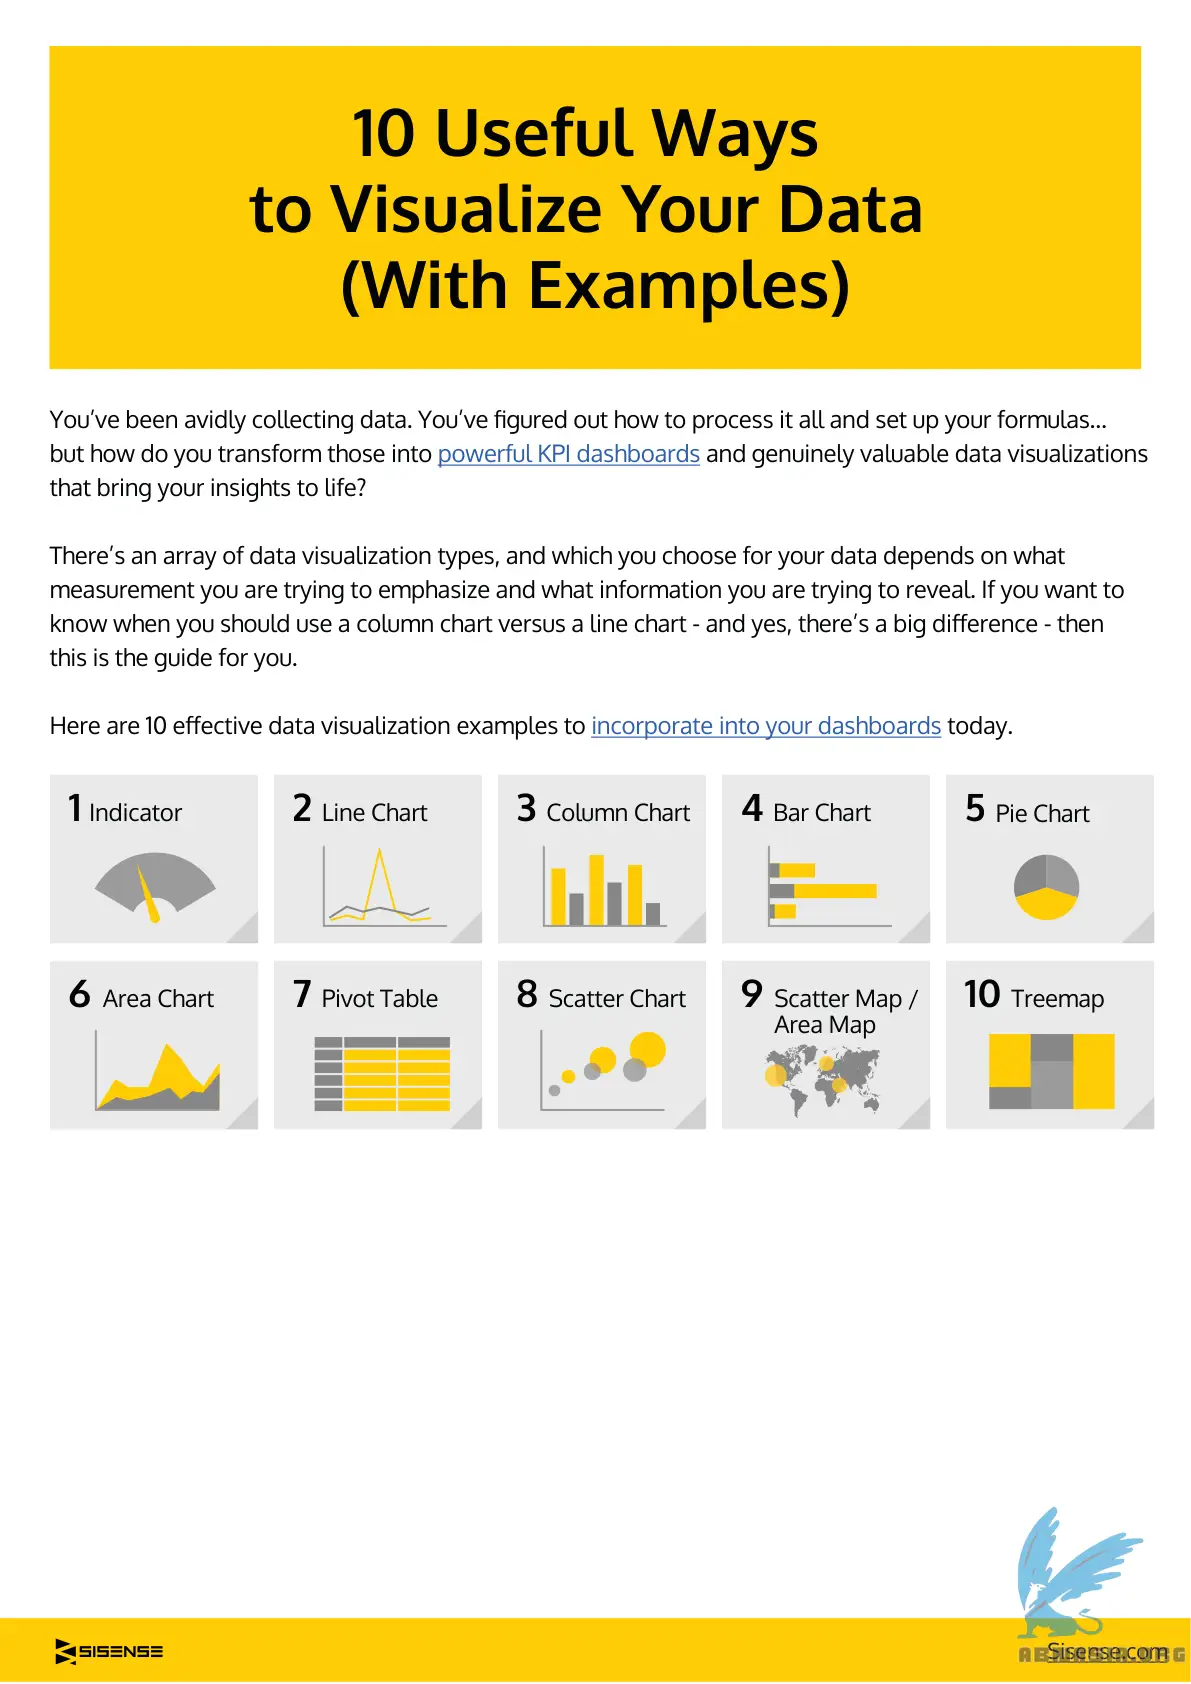 10 Useful Ways
to Visualize Your Data
(With Examples)
You’ve been avidly collecting data. You’ve figured out how to process it all and set up your formulas...
but how do you transform those into powerful KPI dashboards and genuinely valuable data visualizations
that bring your insights to life?
There’s an array of data visualization types, and which you choose for your data depends on what
measurement you are trying to emphasize and what information you are trying to reveal. If you want to
know when you should use a column chart versus a line chart - and yes, there’s a big difference - then
this is the guide for you.
Here are 10 effective data visualization examples to incorporate into your dashboards today.
1 Indicator
2 Line Chart
3 Column Chart
4 Bar Chart
5 Pie Chart
6 Area Chart
7 Pivot Table
8 Scatter Chart
9 Scatter Map /
Area Map
10 Treemap
SISENSE
Sisense.com